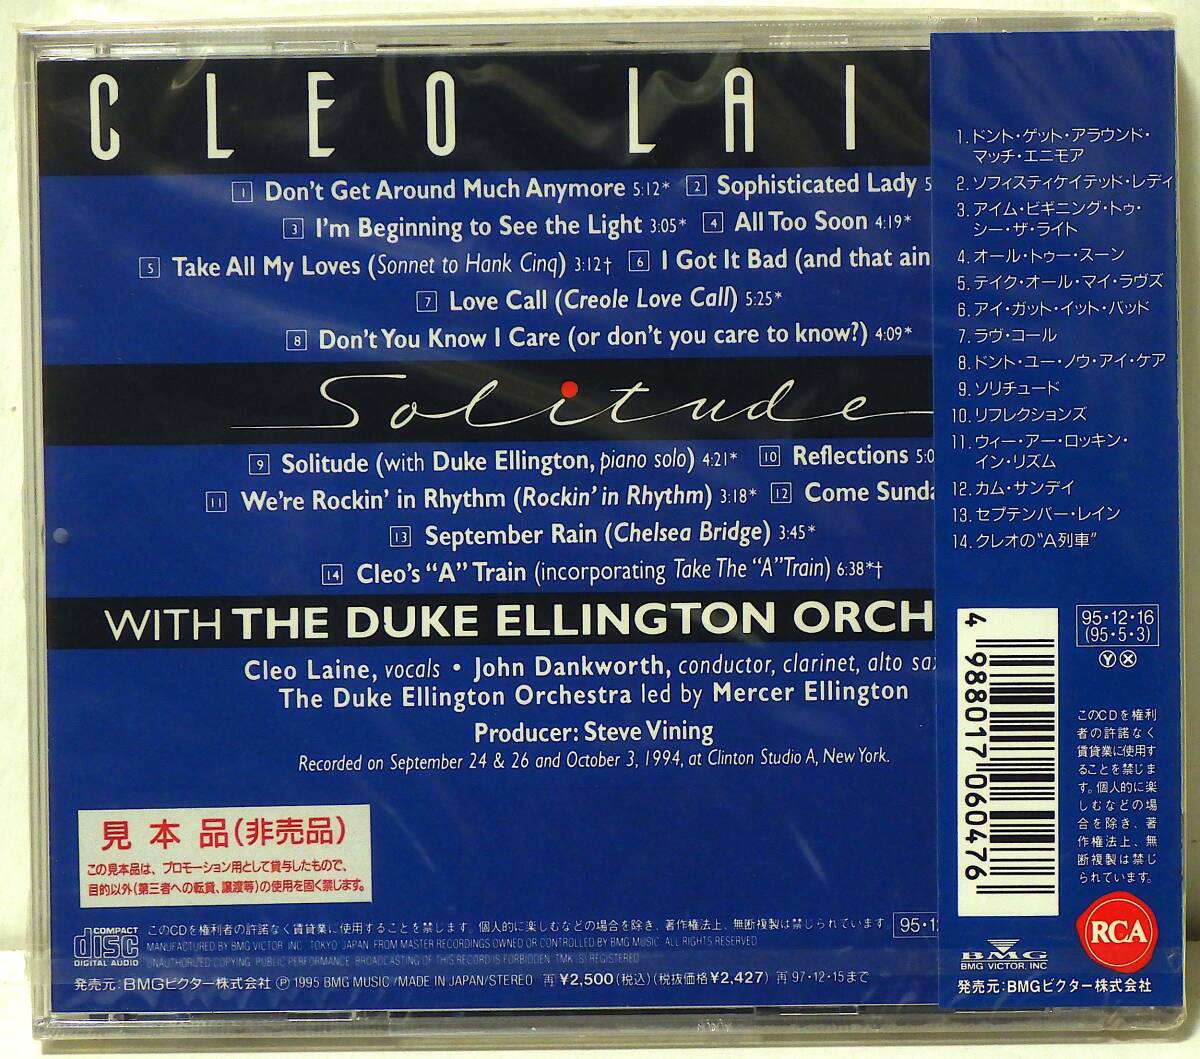 CLEO LAI
1 Don't Get Around Much Anymore 5:12* 2 Sophisticated Lady 5
3 I'm Beginning to See the Light 3:05* 4 All Too Soon 4:19*
5 Take All My Loves (Sonnet to Hank Cinq) 3:12† 6 I Got It Bad (and that ain
7 Love Call (Creole Love Call) 5:25*
8 Don't You Know I Care (or don't you care to know?) 4:09*
Solitude
9 Solitude (with Duke Ellington, piano solo) 4:21* 10 Reflections 5:0
11 We're Rockin' in Rhythm (Rockin' in Rhythm) 3:18* 12 Come Sunda
13 September Rain (Chelsea Bridge) 3:45*
14 Cleo's “A” Train (incorporating Take The “A” Train) 6:38*†
WITH THE DUKE ELLINGTON ORCH
Cleo Laine, vocals • John Dankworth, conductor, clarinet, alto sax
The Duke Ellington Orchestra led by Mercer Ellington
Producer: Steve Vining
Recorded on September 24 & 26 and October 3, 1994, at Clinton Studio A, New York.
見本品(非売品)
この見本品は、プロモーション用として貸与したもので、
目的以外(第三者への転貸、譲渡等)の使用を固く禁じます。
COMPACT
disc
DIGITAL AUDIO
このCDを権利者の許諾なく賃貸業に使用することを禁じます。個人的に楽しむなどの場合を除き、著作権法上、無断複製は禁じられています 95・12
MANUFACTURED BY BMG VICTOR, INC. TOKYO, JAPAN. FROM MASTER RECORDINGS OWNED OR CONTROLLED BY BMG MUSIC. ALL RIGHTS RESERVED
UNAUTHORIZED COPYING, PUBLIC PERFORMANCE, BROADCASTING OF THIS RECORD IS FORBIDDEN. TMK(S) REGISTERED
発売元:BMGビクター株式会社 Ⓟ 1995 BMG MUSIC/MADE IN JAPAN/STEREO 再 ¥2,500(税込)(税抜価格¥2,427) 再 97・12・15まで
1.ドント・ゲット・アラウンド・
マッチ・エニモア
2.ソフィスティケイテッド・レディ
3.アイム・ビギニング・トゥ・
シー・ザ・ライト
4.オール・トゥー・スーン
5.テイク・オール・マイ・ラヴズ
6.アイ・ガット・イット・バッド
7.ラヴ・コール
8.ドント・ユー・ノウ・アイ・ケア
9.ソリチュード
10.リフレクションズ
11.ウィー・アー・ロッキン・
イン・リズム
12.カム・サンデイ
13.セプテンバー・レイン
14.クレオの“A列車”
4 988017 060476
95・12・16
(95・5・3)
Ⓨ Ⓧ
このCDを権利
者の許諾なく
賃貸業に使用す
ることを禁じま
す。個人的に楽
しむなどの場
合を除き、著
作権法上、無
断複製は禁じ
られています。
RCA
BMG
BMG VICTOR, INC
発売元:BMGビクター株式会社